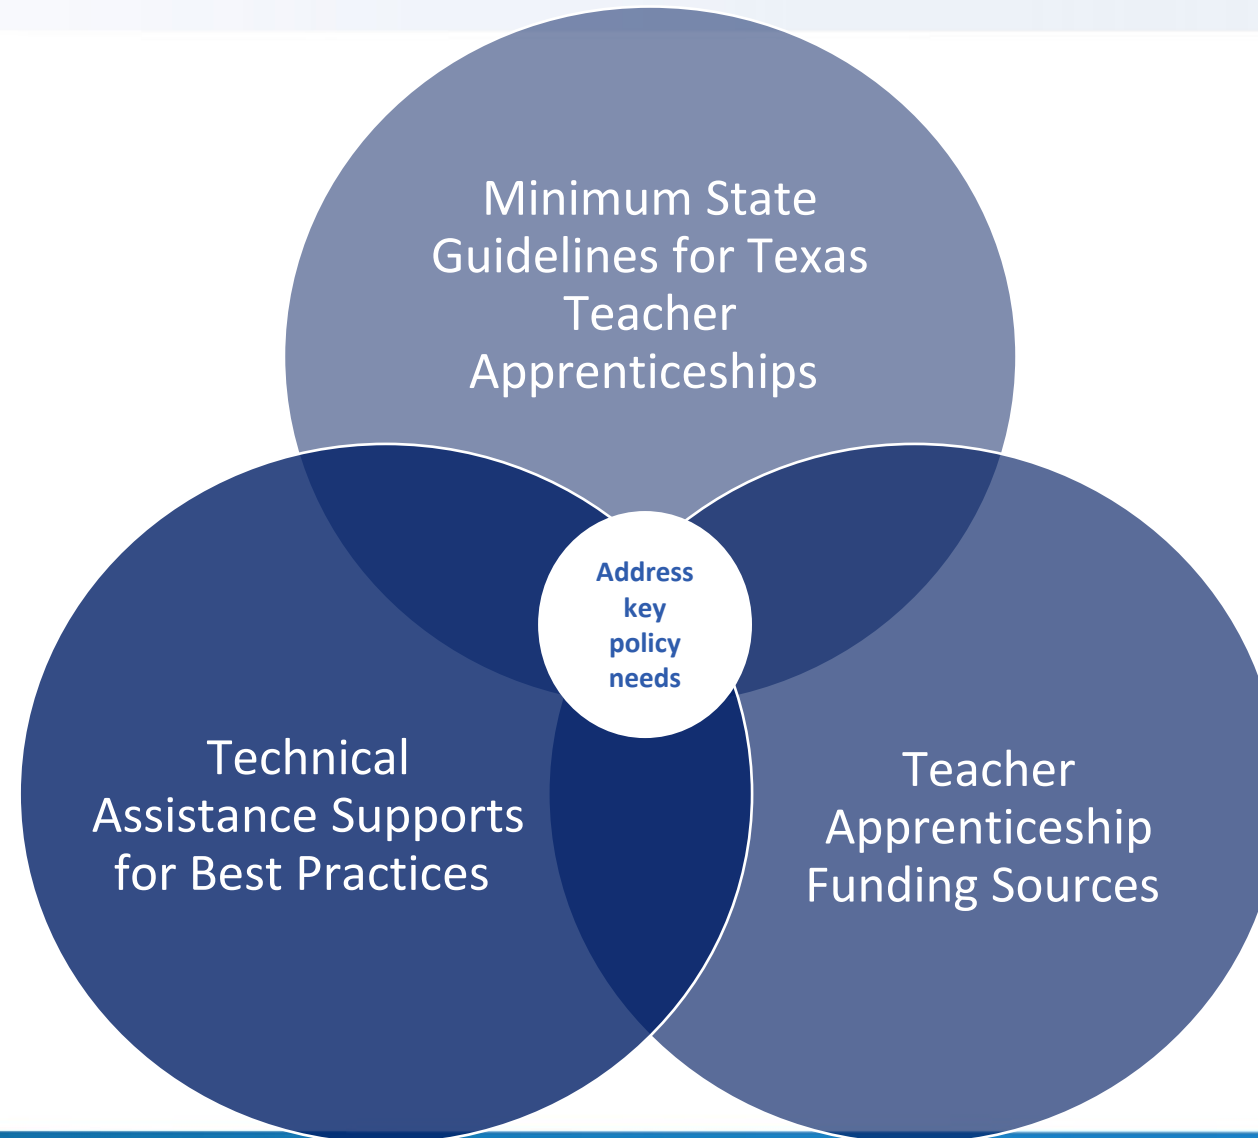 Minimum State
Guidelines for Texas
Teacher
Apprenticeships
Address
key
policy
needs
Technical
Assistance Supports
for Best Practices
Teacher
Apprenticeship
Funding Sources